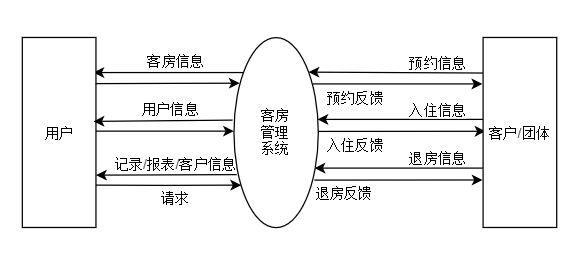 客房信息
预约信息
预约反馈
用户信息
入住信息
用户
客房
管理
系统
客户/团体
入住反馈
记录/报表/客户信息
退房信息
请求
退房反馈